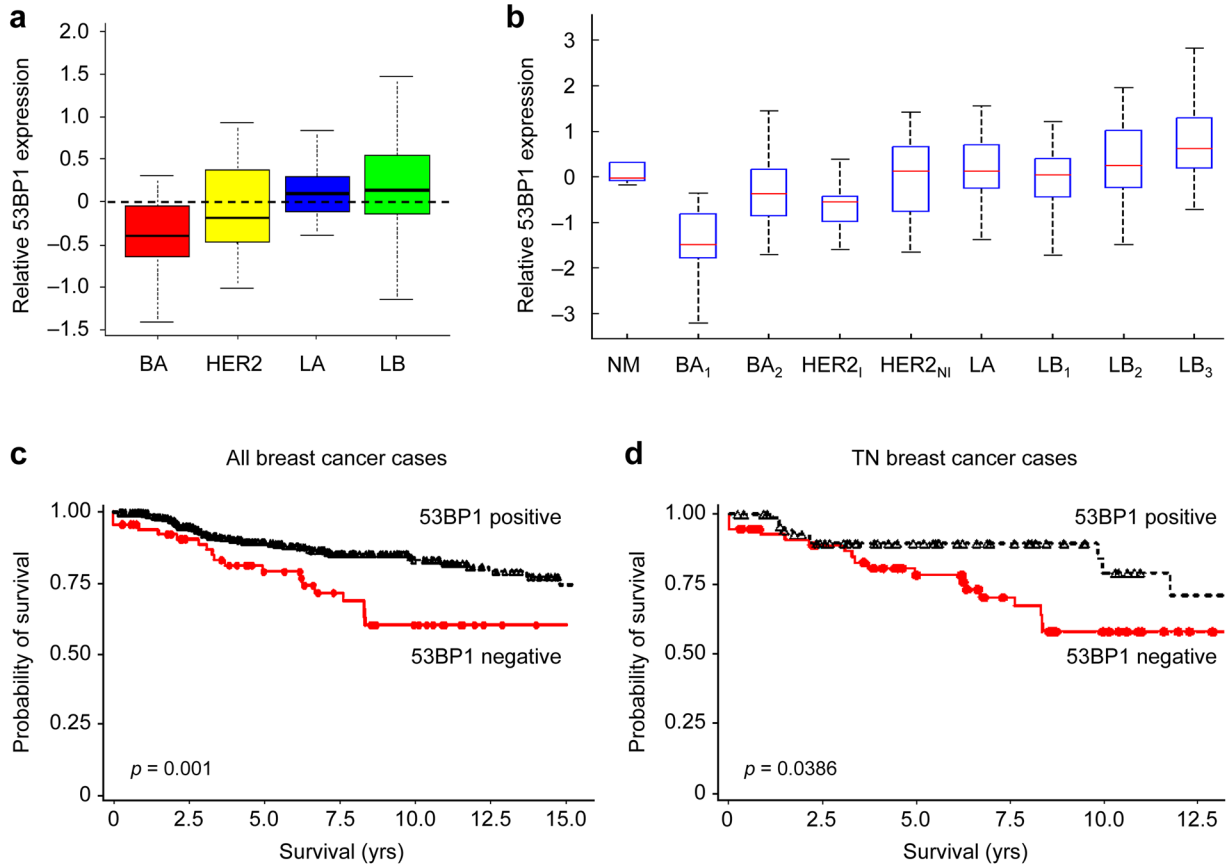 a
Relative 53BP1 expression
2.0
1.5
1.0
0.5
0
–0.5
–1.0
–1.5
BA HER2 LA LB
b
Relative 53BP1 expression
3
2
1
0
–1
–2
–3
NM BA1 BA2 HER2I HER2NI LA LB1 LB2 LB3
c
All breast cancer cases
Probability of survival
1.00
0.75
0.50
0.25
0
53BP1 positive
53BP1 negative
p = 0.001
0 2.5 5.0 7.5 10.0 12.5 15.0
Survival (yrs)
d
TN breast cancer cases
Probability of survival
1.00
0.75
0.50
0.25
0
53BP1 positive
53BP1 negative
p = 0.0386
0 2.5 5.0 7.5 10.0 12.5
Survival (yrs)